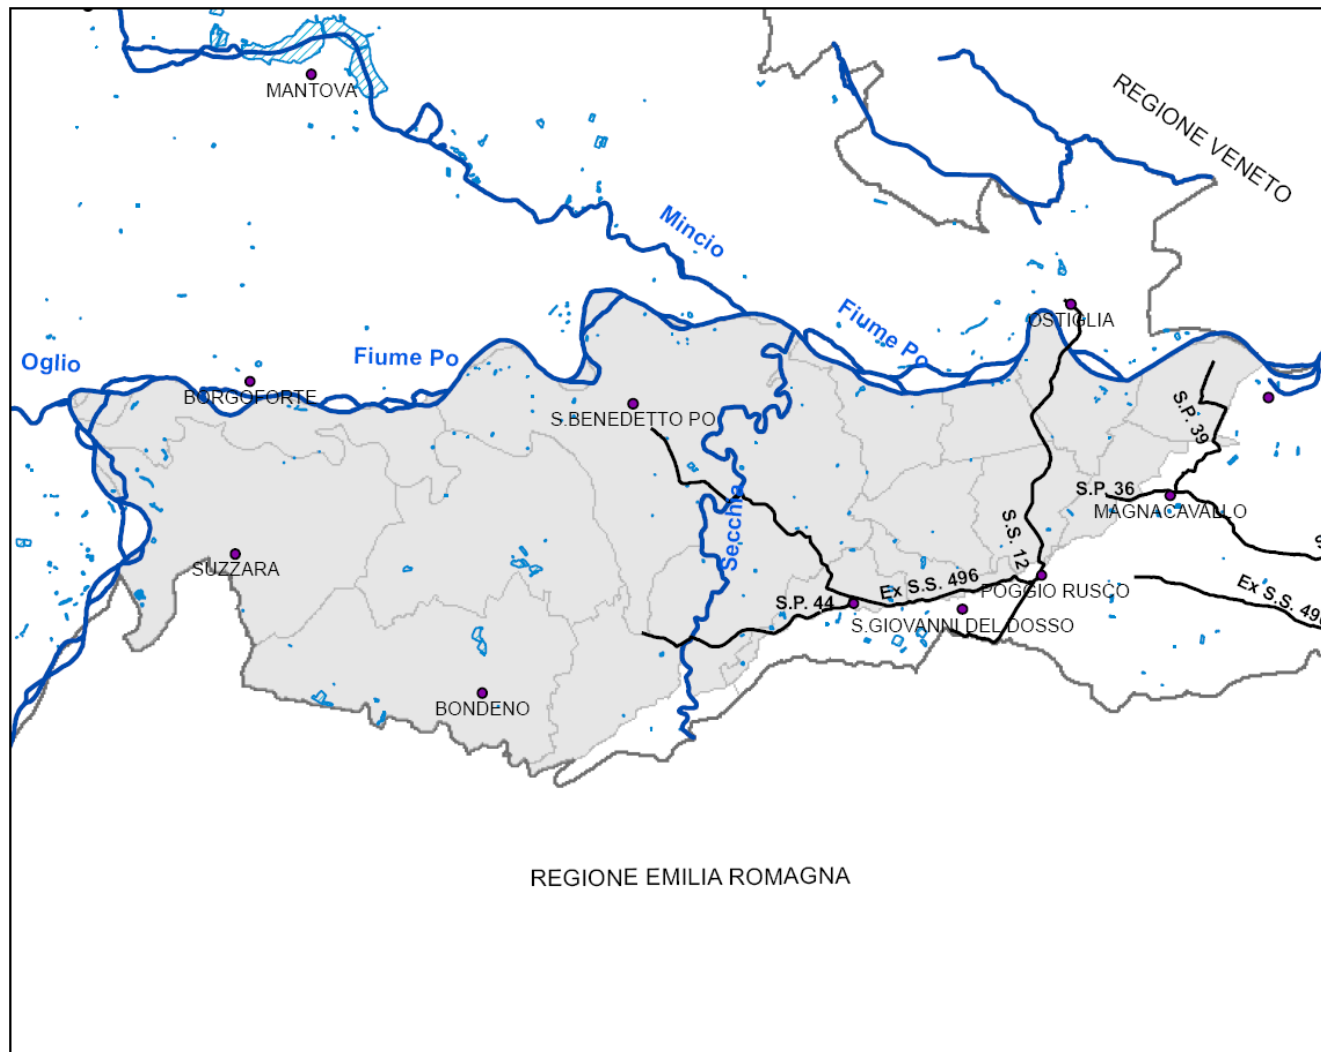 MANTOVA
REGIONE VENETO
Mincio
Fiume Po
OSTIGLIA
Oglio
Fiume Po
BORGOFORTE
S.BENEDETTO PO
S.P. 39
S.P. 36
MAGNACAVALLO
Secchia
S.S. 12
SUZZARA
Ex S.S. 496
POGGIO RUSCO
Ex S.S. 496
S.P. 44
S.GIOVANNI DEL DOSSO
BONDENO
REGIONE EMILIA ROMAGNA